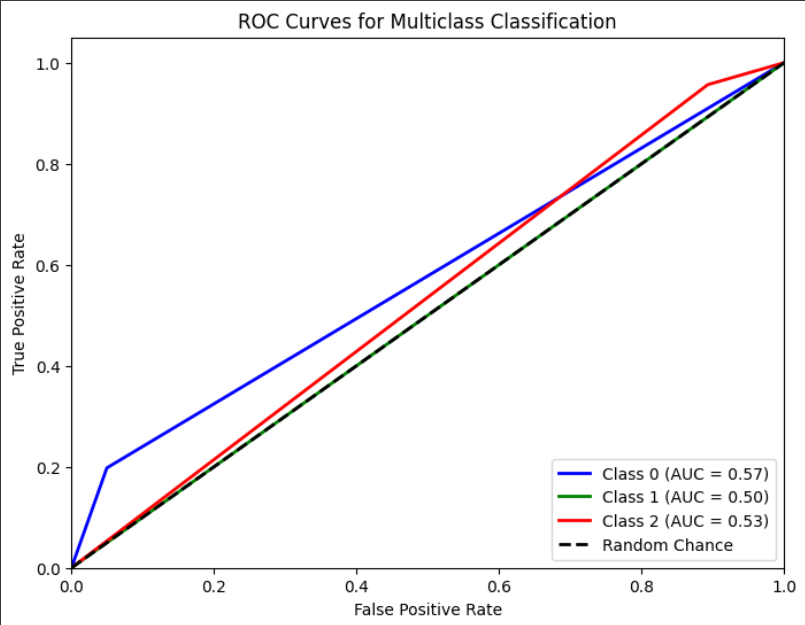 ROC Curves for Multiclass Classification
True Positive Rate
1.0
0.8
0.6
0.4
0.2
0.0
0.0 0.2 0.4 0.6 0.8 1.0
False Positive Rate
Class 0 (AUC = 0.57)
Class 1 (AUC = 0.50)
Class 2 (AUC = 0.53)
Random Chance